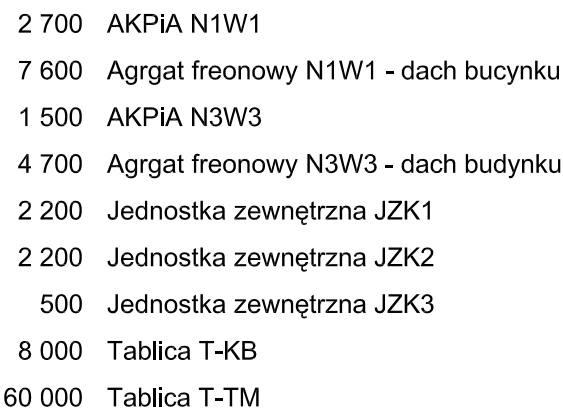 2 700 AKPiA N1W1
7 600 Agrgat freonowy N1W1 - dach bucynku
1 500 AKPiA N3W3
4 700 Agrgat freonowy N3W3 - dach budynku
2 200 Jednostka zewnętrzna JZK1
2 200 Jednostka zewnętrzna JZK2
500 Jednostka zewnętrzna JZK3
8 000 Tablica T-KB
60 000 Tablica T-TM